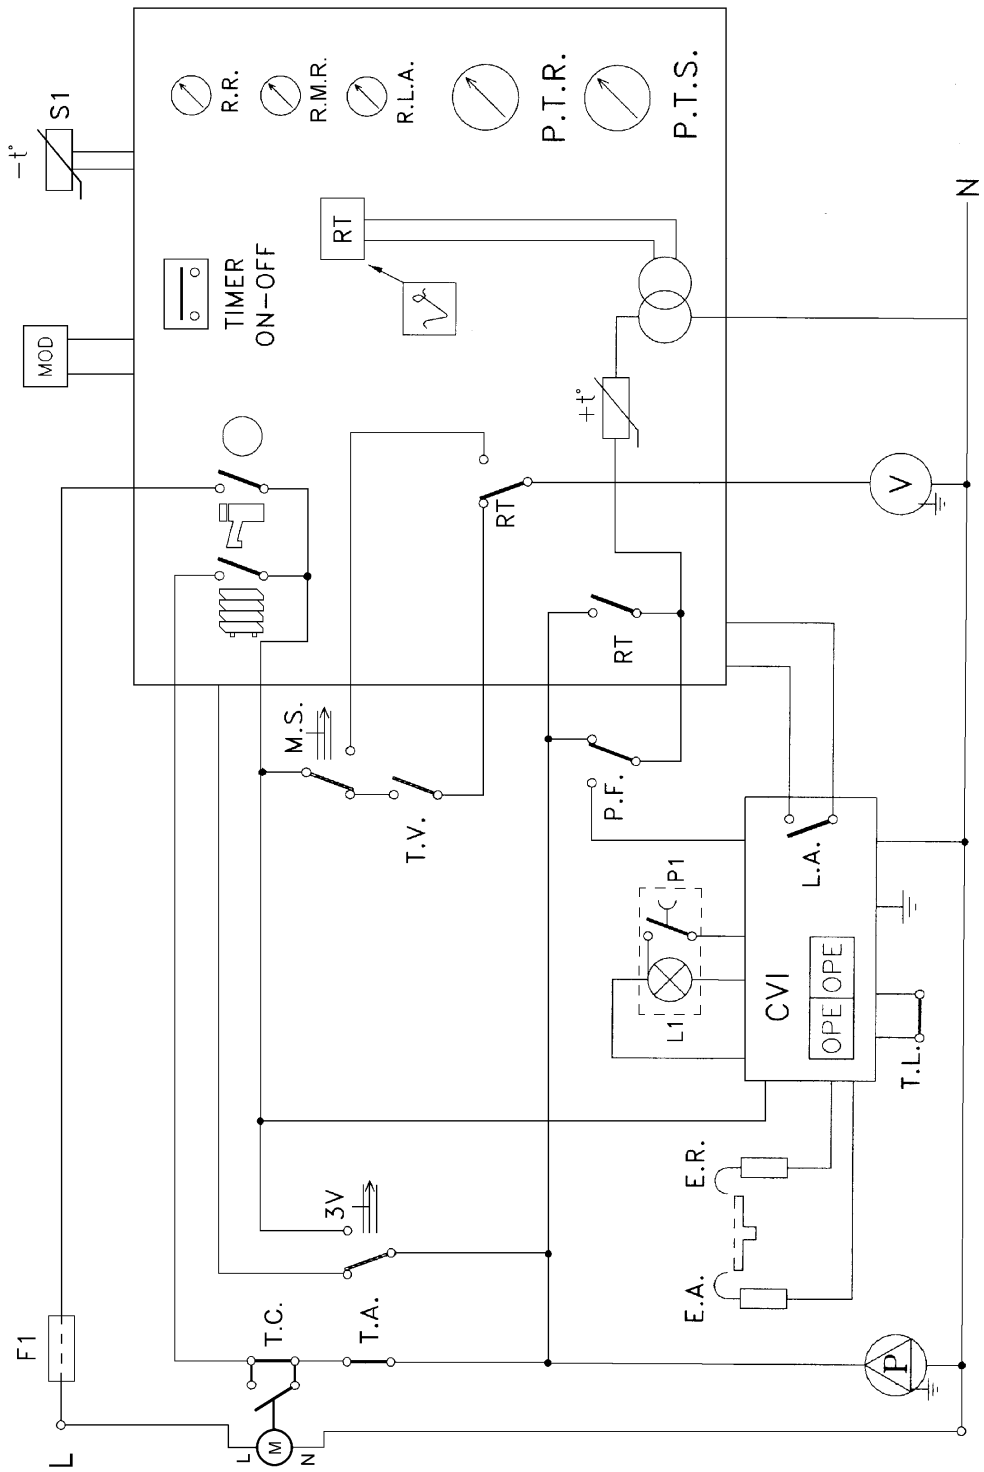 −t°
S1
R.R.
R.M.R.
R.L.A.
P.T.R.
P.T.S.
MOD
TIMER
ON−OFF
RT
N
+t°
RT
V
RT
M.S.
T.V.
P.F.
L.A.
P1
L1
CVI
OPE OPE
T.L.
E.R.
E.A.
3V
T.C.
T.A.
F1
L
L
M
N
P